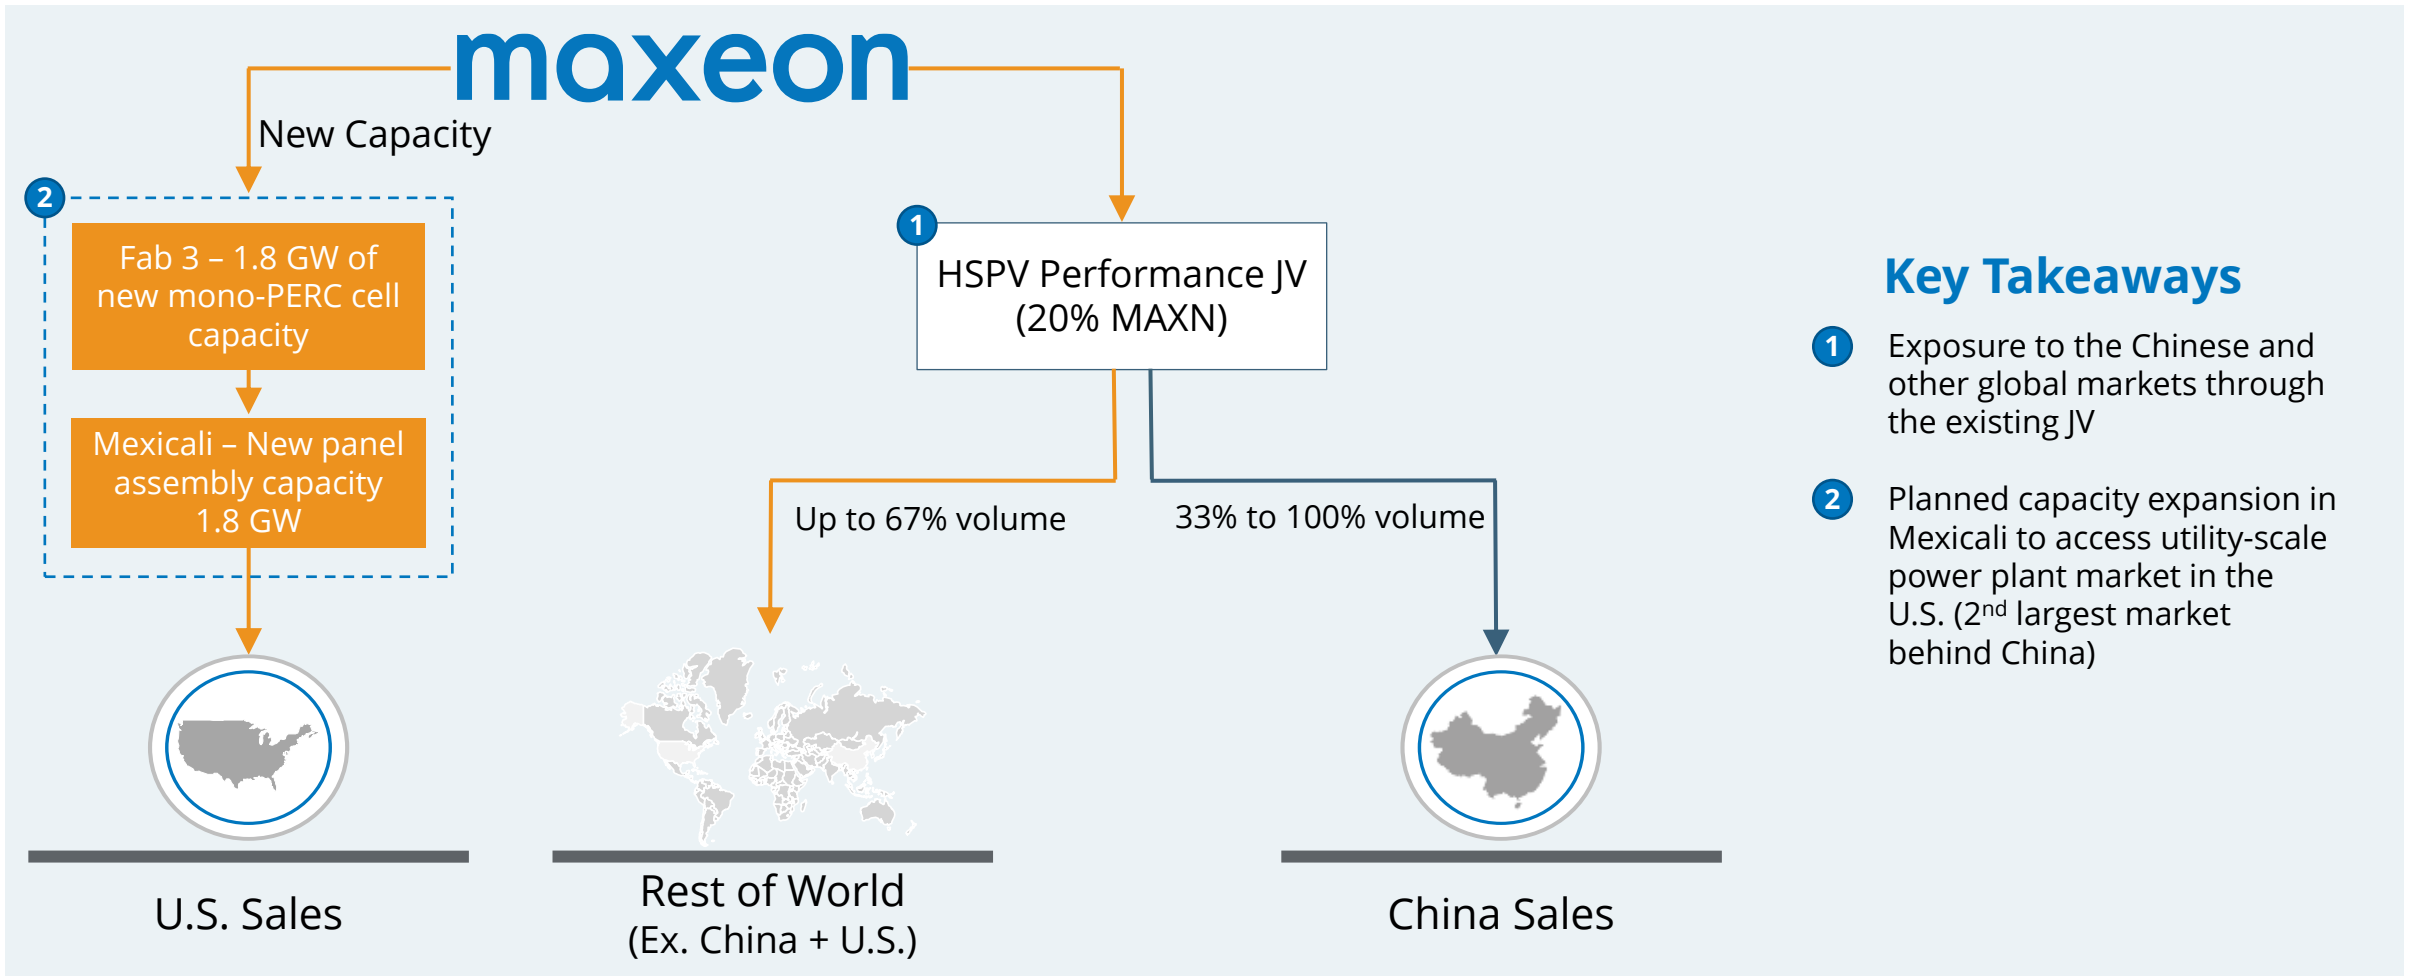 maxeon
New Capacity
2
Fab 3 – 1.8 GW of
new mono-PERC cell
capacity
Mexicali – New panel
assembly capacity
1.8 GW
U.S. Sales
1
HSPV Performance JV
(20% MAXN)
Up to 67% volume
33% to 100% volume
Rest of World
(Ex. China + U.S.)
China Sales
Key Takeaways
1
Exposure to the Chinese and
other global markets through
the existing JV
2
Planned capacity expansion in
Mexicali to access utility-scale
power plant market in the
U.S. (2nd largest market
behind China)